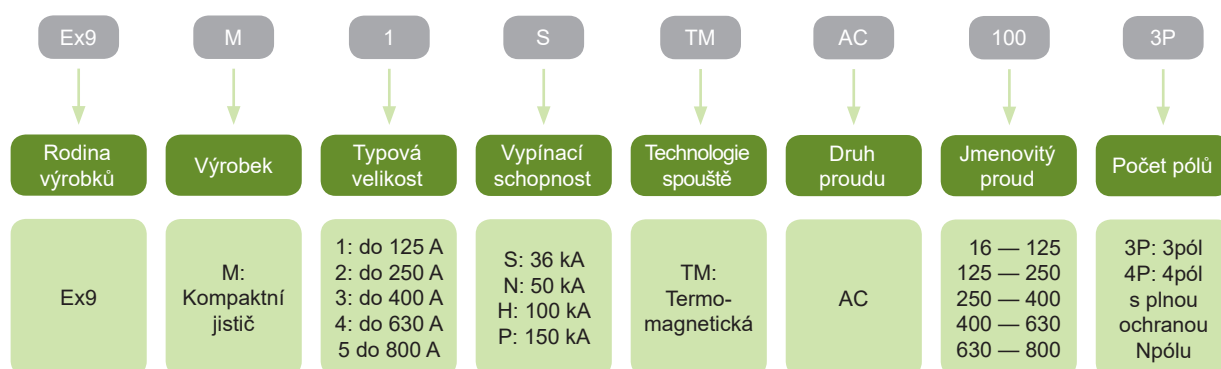 Ex9
M
1
S
TM
AC
100
3P
Rodina
výrobků
Výrobek
Typová
velikost
Vypínací
schopnost
Technologie
spouště
Druh
proudu
Jmenovitý
proud
Počet pólů
Ex9
M:
Kompaktní
jistič
1: do 125 A
2: do 250 A
3: do 400 A
4: do 630 A
5 do 800 A
S: 36 kA
N: 50 kA
H: 100 kA
P: 150 kA
TM:
Termo-
magnetická
AC
16 — 125
125 — 250
250 — 400
400 — 630
630 — 800
3P: 3pól
4P: 4pól
s plnou
ochranou
Npólu